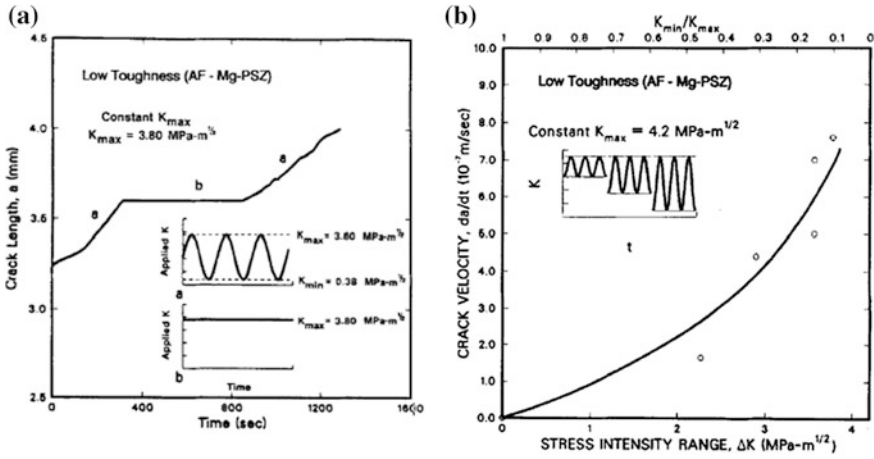 (a)
4.5
4.0
3.5
3.0
2.5
Crack Length, a (mm)
Low Toughness (AF - Mg-PSZ)
Constant Kmax
Kmax = 3.80 MPa-m½
a
b
a
Applied K
Kmax = 3.80 MPa-m½
Kmin = 0.38 MPa-m½
a
Applied K
Kmax = 3.80 MPa-m½
b
Time
0 400 800 1200 1600
Time (sec)
(b)
Kmin/Kmax
1 0.9 0.8 0.7 0.6 0.5 0.4 0.3 0.2 0.1 0
10.0
9.0
8.0
7.0
6.0
5.0
4.0
3.0
2.0
1.0
0.0
CRACK VELOCITY, da/dt (10⁻⁷m/sec)
Low Toughness (AF - Mg-PSZ)
Constant Kmax = 4.2 MPa-m1/2
K
t
0 1 2 3 4
STRESS INTENSITY RANGE, ΔK (MPa-m1/2)